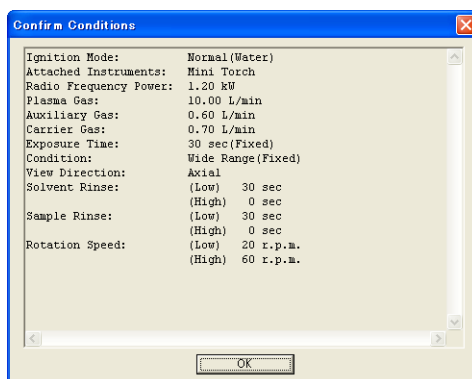 Confirm Conditions
Ignition Mode: Normal(Water)
Attached Instruments: Mini Torch
Radio Frequency Power: 1.20 kW
Plasma Gas: 10.00 L/min
Auxiliary Gas: 0.60 L/min
Carrier Gas: 0.70 L/min
Exposure Time: 30 sec(Fixed)
Condition: Wide Range(Fixed)
View Direction: Axial
Solvent Rinse: (Low) 30 sec
(High) 0 sec
Sample Rinse: (Low) 30 sec
(High) 0 sec
Rotation Speed: (Low) 20 r.p.m.
(High) 60 r.p.m.
OK